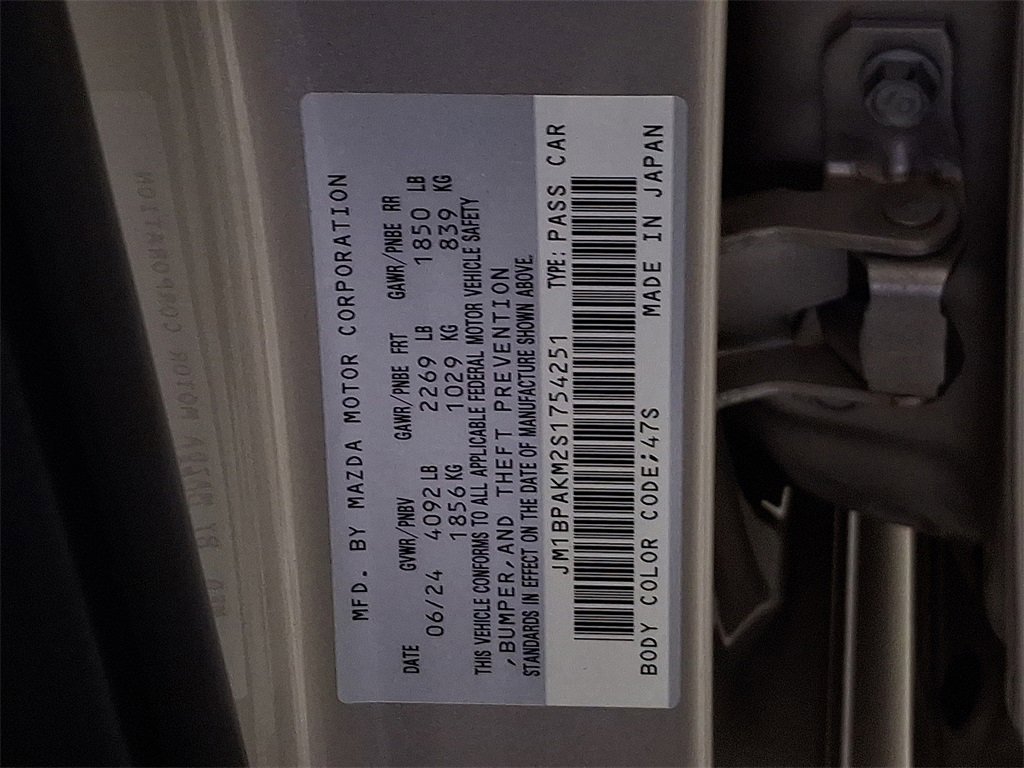 MFD. BY MAZDA MOTOR CORPORATION
DATE GVWR/PNBV GAWR/PNBE FRT GAWR/PNBE RR
06/24 4092 LB 2269 LB 1850 LB
1856 KG 1029 KG 839 KG
THIS VEHICLE CONFORMS TO ALL APPLICABLE FEDERAL MOTOR VEHICLE SAFETY
,BUMPER,AND THEFT PREVENTION
STANDARDS IN EFFECT ON THE DATE OF MANUFACTURE SHOWN ABOVE.
JM1BPAKM2S1754251 TYPE: PASS CAR
BODY COLOR CODE;47S MADE IN JAPAN